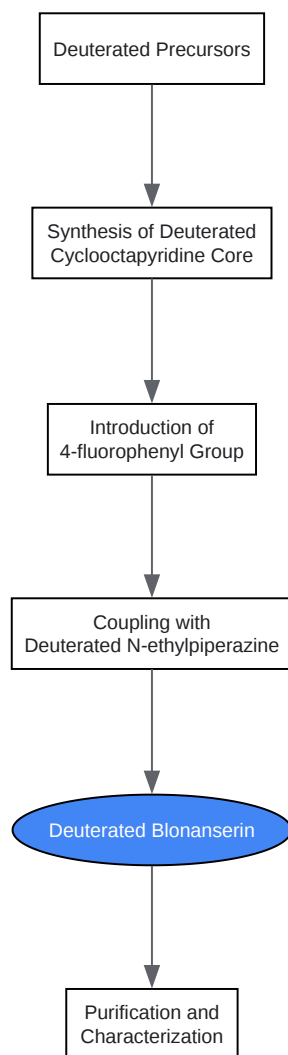 Deuterated Precursors
Synthesis of Deuterated
Cyclooctapyridine Core
Introduction of
4-fluorophenyl Group
Coupling with
Deuterated N-ethylpiperazine
Deuterated Blonanserin
Purification and
Characterization